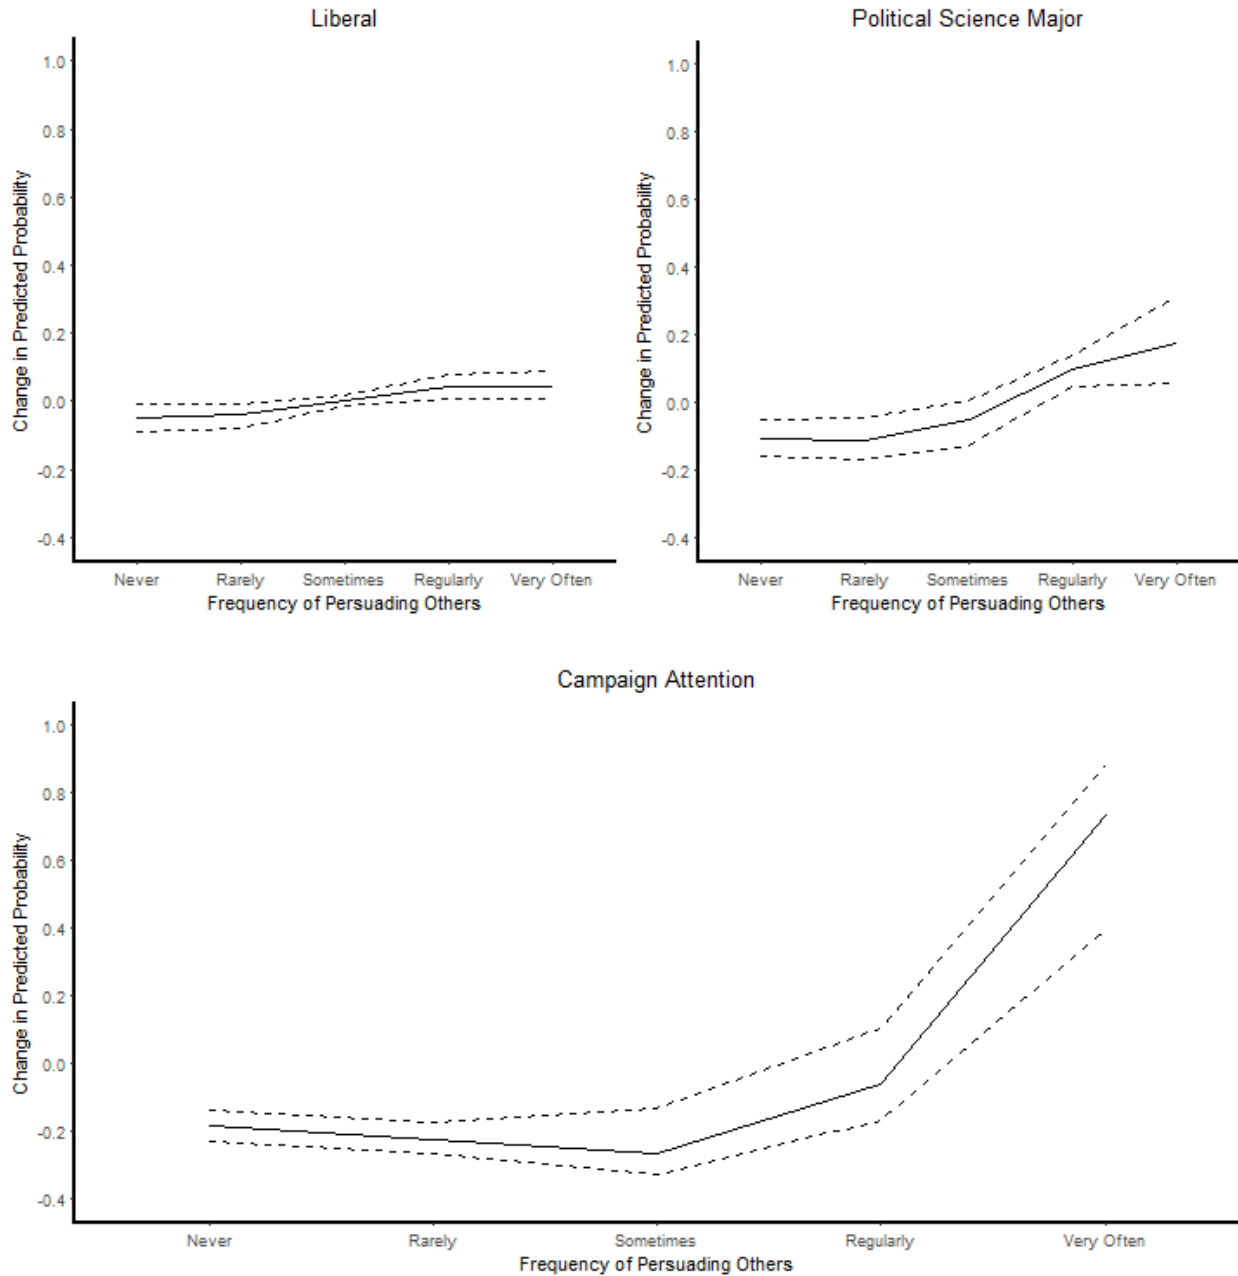 Liberal
Change in Predicted Probability
1.0
0.8
0.6
0.4
0.2
0.0
-0.2
-0.4
Never Rarely Sometimes Regularly Very Often
Frequency of Persuading Others
Political Science Major
Change in Predicted Probability
1.0
0.8
0.6
0.4
0.2
0.0
-0.2
-0.4
Never Rarely Sometimes Regularly Very Often
Frequency of Persuading Others
Campaign Attention
Change in Predicted Probability
1.0
0.8
0.6
0.4
0.2
0.0
-0.2
-0.4
Never Rarely Sometimes Regularly Very Often
Frequency of Persuading Others